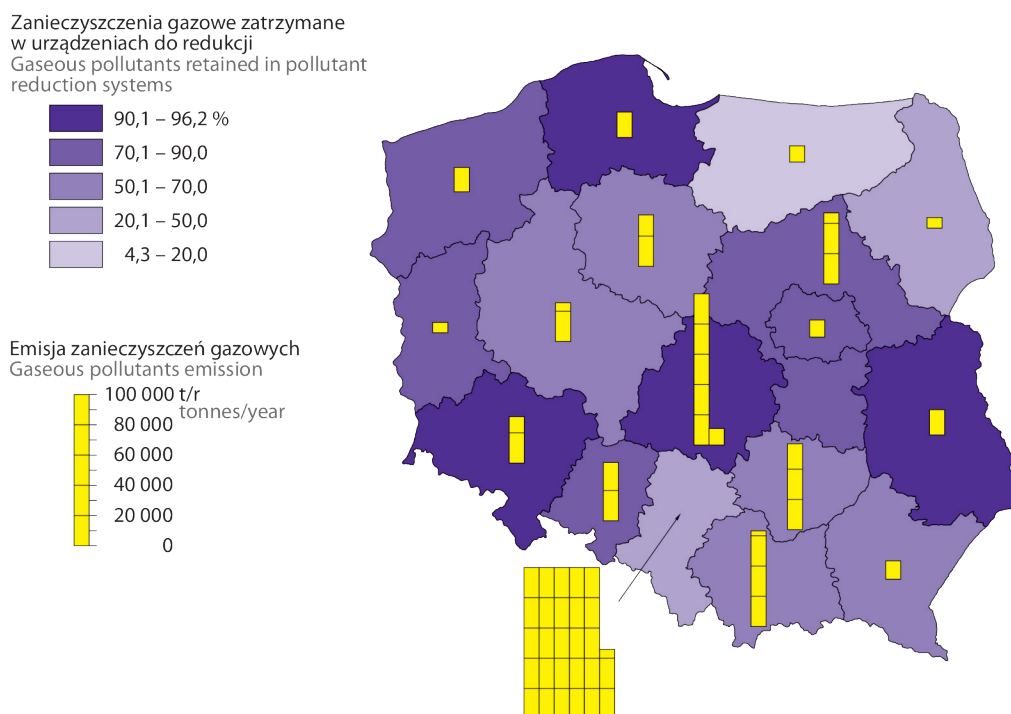 Zanieczyszczenia gazowe zatrzymane
w urządzeniach do redukcji
Gaseous pollutants retained in pollutant
reduction systems
90,1 – 96,2 %
70,1 – 90,0
50,1 – 70,0
20,1 – 50,0
4,3 – 20,0
Emisja zanieczyszczeń gazowych
Gaseous pollutants emission
100 000 t/r
tonnes/year
80 000
60 000
40 000
20 000
0